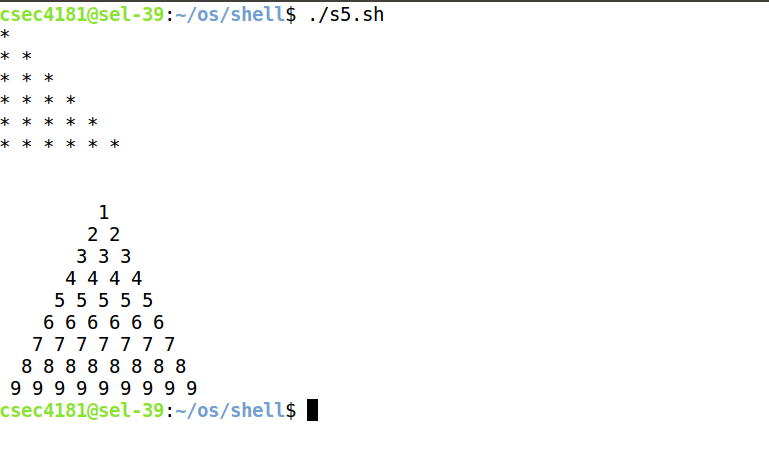 csec4181@sel-39:~/os/shell$ ./s5.sh
*
* *
* * *
* * * *
* * * * *
* * * * * *
         1
        2 2
       3 3 3
      4 4 4 4
     5 5 5 5 5
    6 6 6 6 6 6
   7 7 7 7 7 7 7
  8 8 8 8 8 8 8 8
 9 9 9 9 9 9 9 9 9
csec4181@sel-39:~/os/shell$